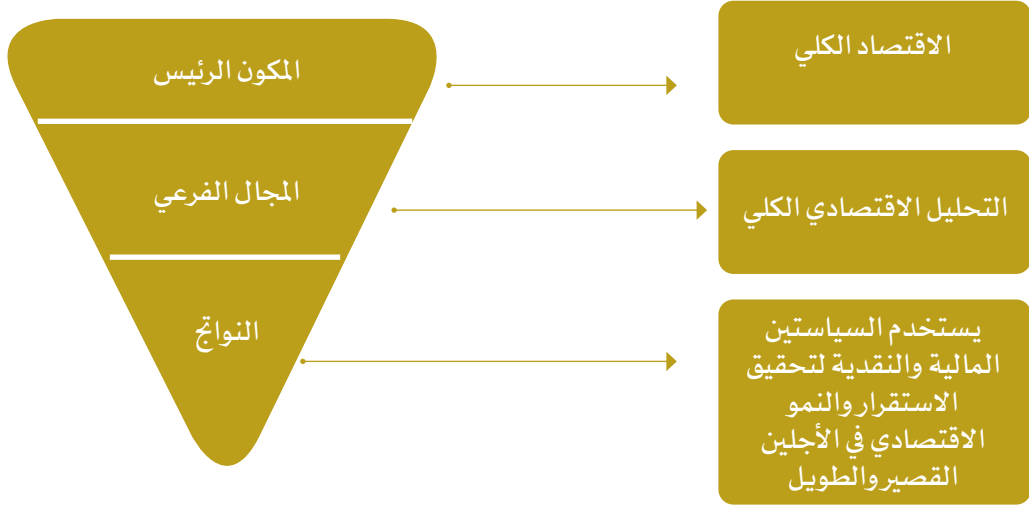 المكون الرئيس
الاقتصاد الكلي
المجال الفرعي
التحليل الاقتصادي الكلي
النواتج
يستخدم السياستين
المالية والنقدية لتحقيق
الاستقرار والنمو
الاقتصادي في الأجلين
القصير والطويل